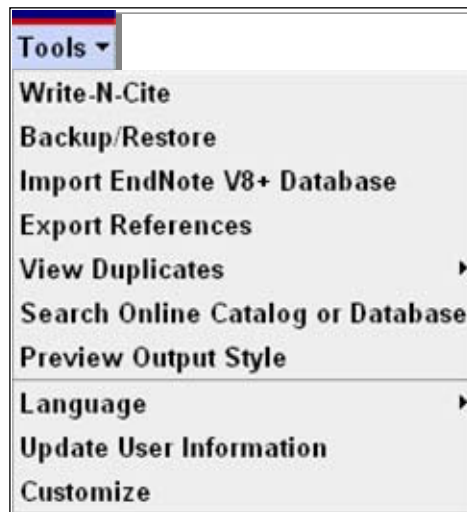 Tools
Write-N-Cite
Backup/Restore
Import EndNote V8+ Database
Export References
View Duplicates
Search Online Catalog or Database
Preview Output Style
Language
Update User Information
Customize